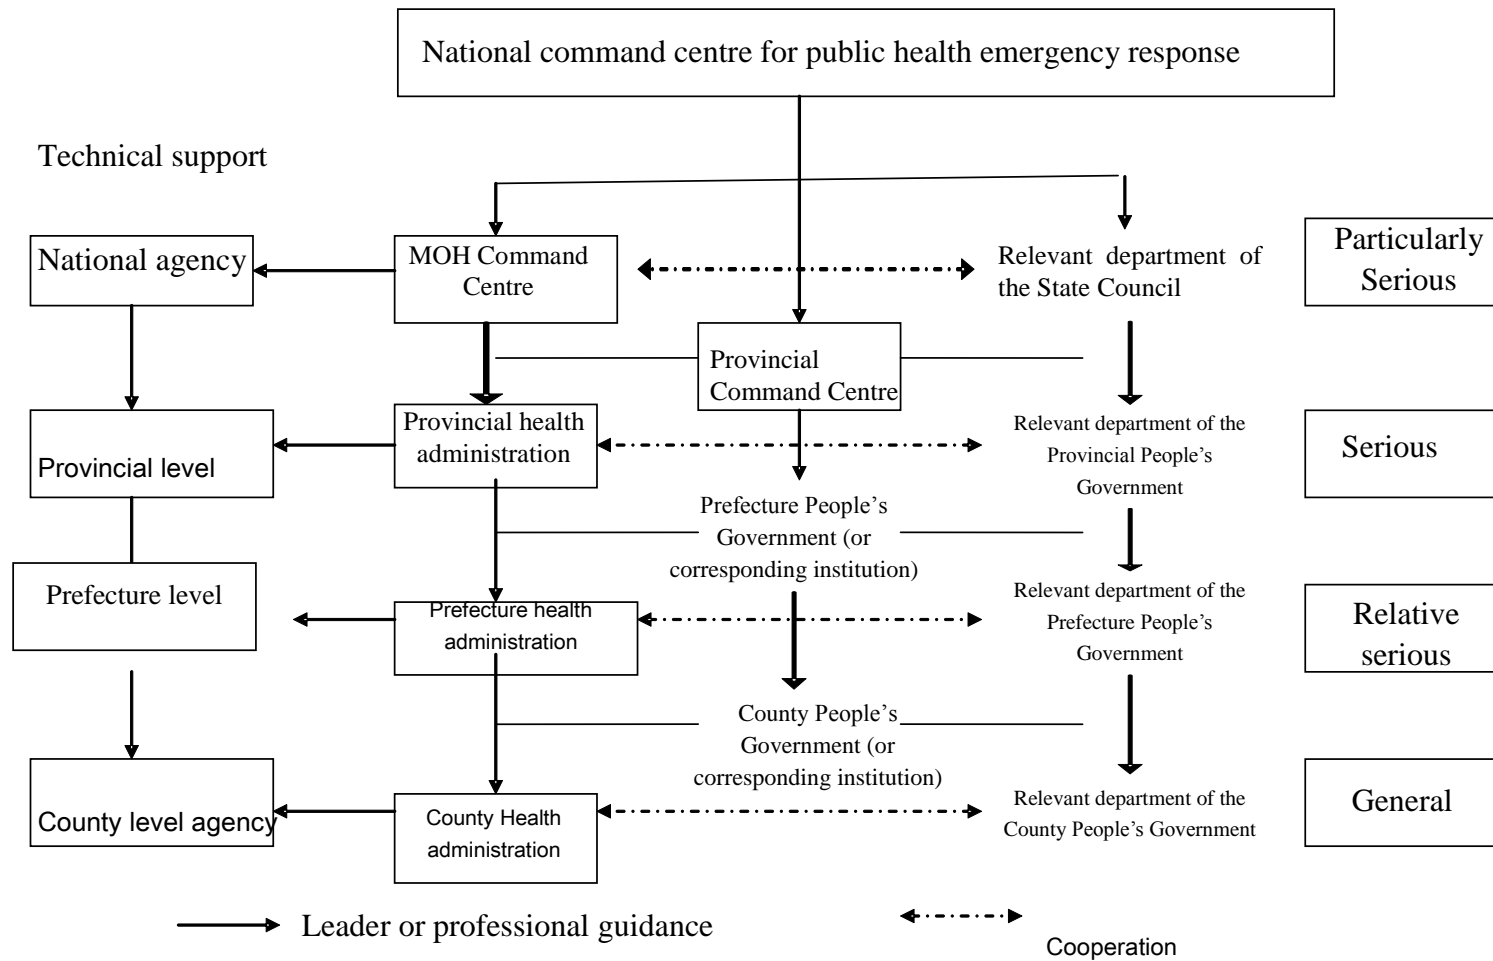 National command centre for public health emergency response
Technical support
National agency
MOH Command
Centre
Relevant department of
the State Council
Particularly
Serious
Provincial
Command Centre
Provincial level
Provincial health
administration
Relevant department of the
Provincial People’s
Government
Serious
Prefecture People’s
Government (or
corresponding institution)
Prefecture level
Prefecture health
administration
Relevant department of the
Prefecture People’s
Government
Relative
serious
County People’s
Government (or
corresponding institution)
County level agency
County Health
administration
Relevant department of the
County People’s Government
General
Leader or professional guidance
Cooperation